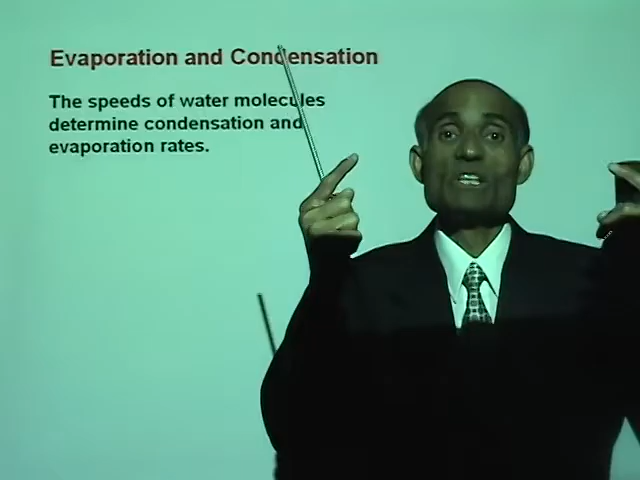 Evaporation and Condensation
The speeds of water molecules
determine condensation and
evaporation rates.